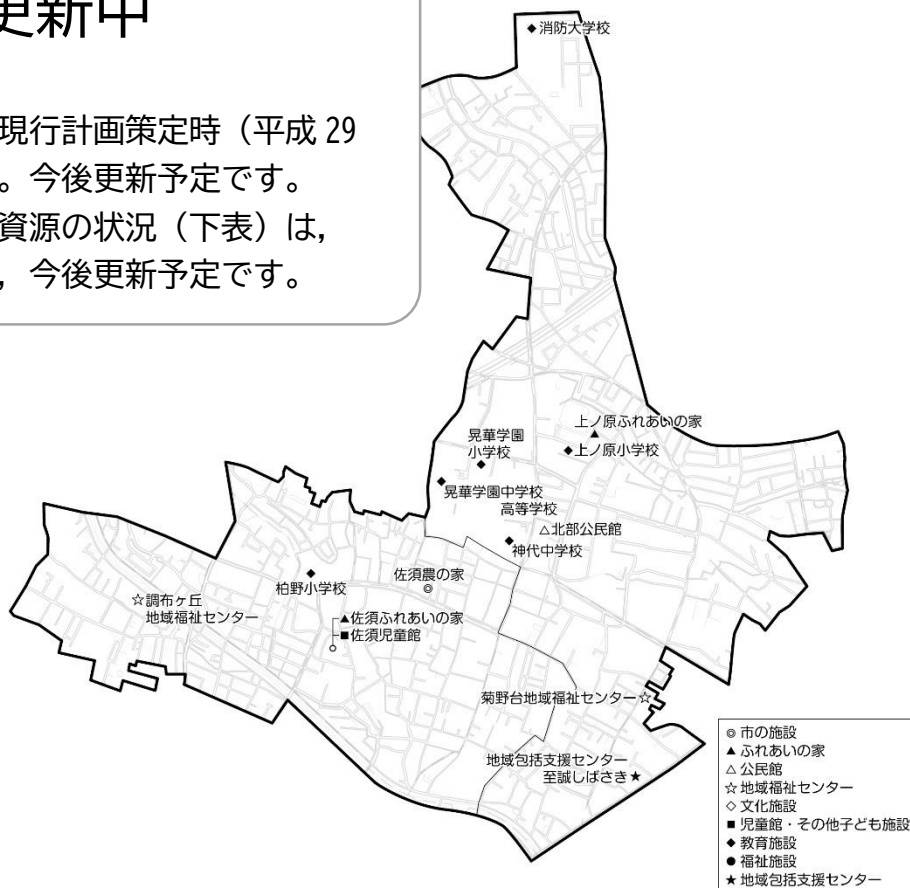 更新中
現行計画策定時（平成 29
。今後更新予定です。
資源の状況（下表）は，
，今後更新予定です。
◆消防大学校
上ノ原ふれあいの家
▲
◆上ノ原小学校
晃華学園
小学校
◆
◆
晃華学園中学校
高等学校
△北部公民館
◆
神代中学校
佐須農の家
◎
◆
柏野小学校
☆調布ヶ丘
地域福祉センター
▲佐須ふれあいの家
■佐須児童館
菊野台地域福祉センター☆
地域包括支援センター
至誠しばさき★
◎ 市の施設
▲ ふれあいの家
△ 公民館
☆ 地域福祉センター
◇ 文化施設
■ 児童館・その他子ども施設
◆ 教育施設
● 福祉施設
★ 地域包括支援センター